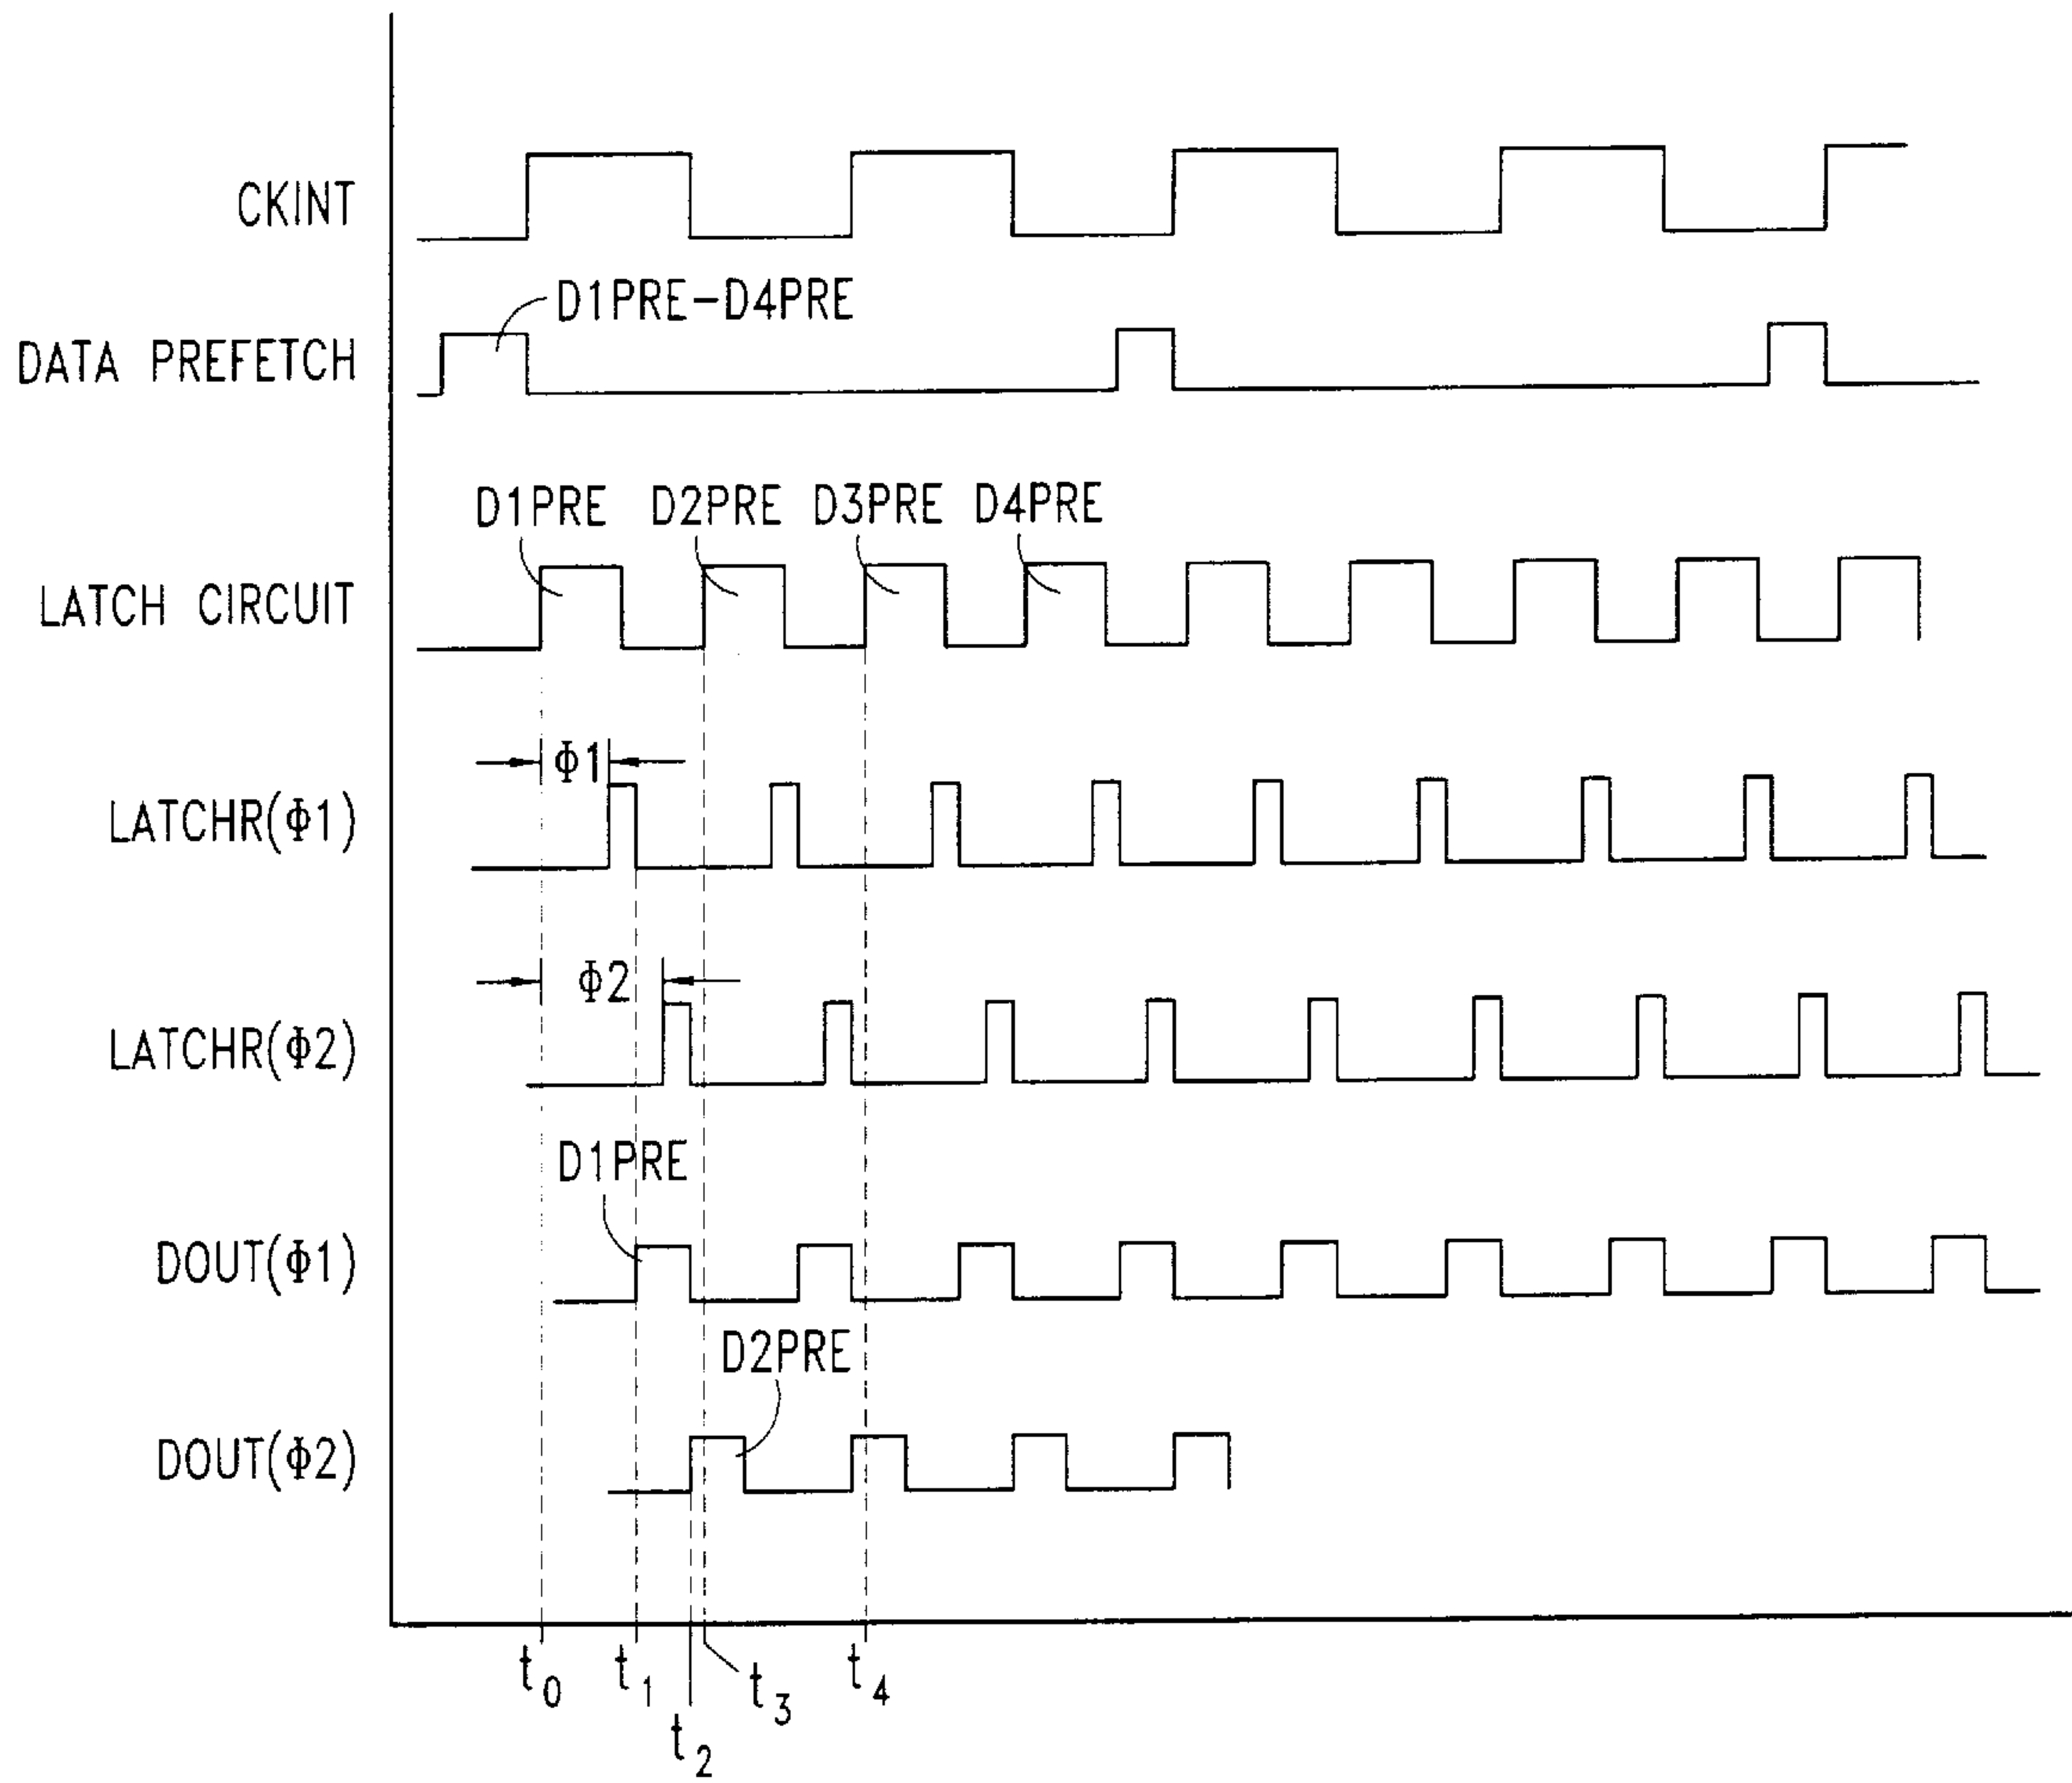 CKINT
D1PRE-D4PRE
DATA PREFETCH
D1PRE D2PRE D3PRE D4PRE
LATCH CIRCUIT
Φ1
LATCHR(Φ1)
Φ2
LATCHR(Φ2)
D1PRE
DOUT(Φ1)
D2PRE
DOUT(Φ2)
t0 t1 t3 t4
t2